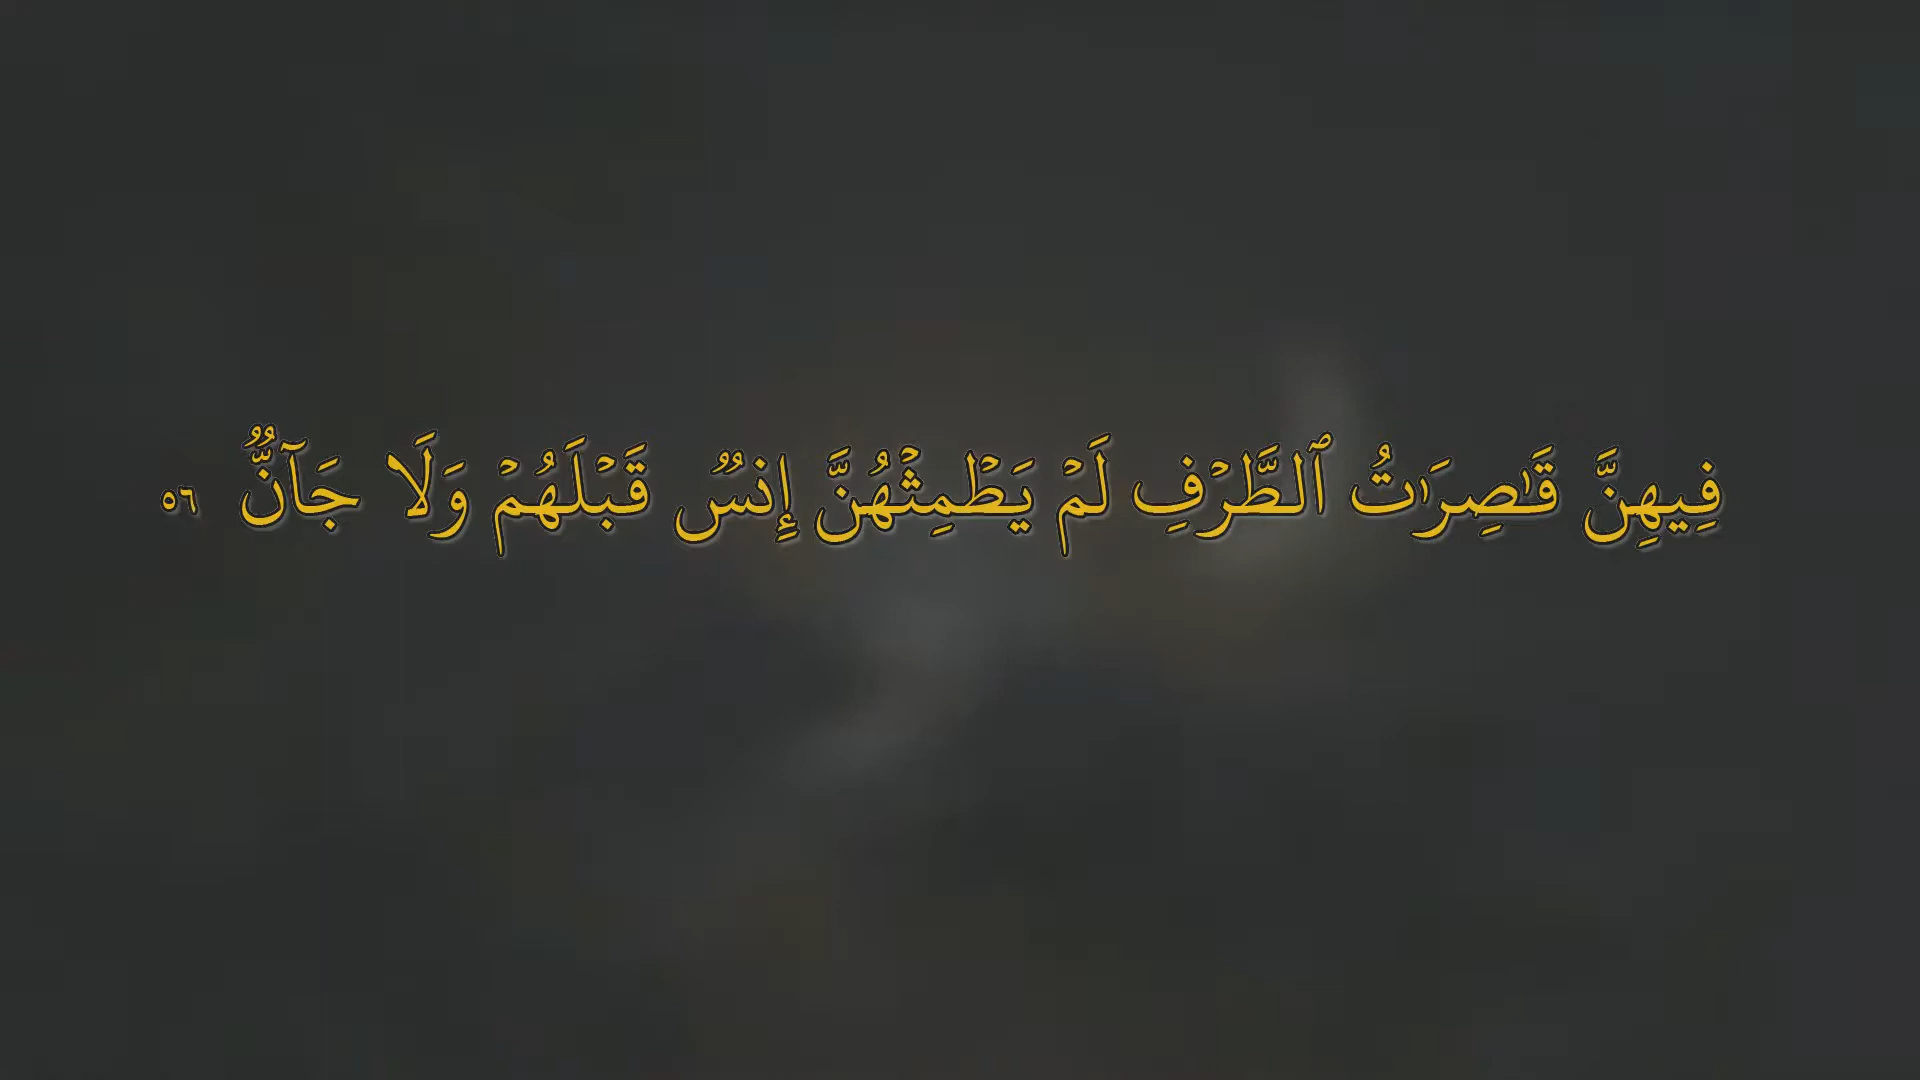 فِيهِنَّ قَـٰصِرَٰتُ ٱلطَّرْفِ لَمْ يَطْمِثْهُنَّ إِنسٌۭ قَبْلَهُمْ وَلَا جَآنٌّۭ ٥٦